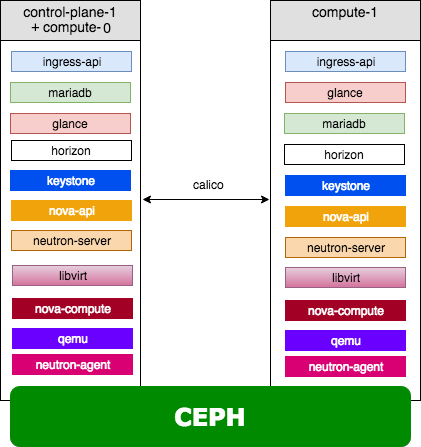 control-plane-1
+ compute-0
ingress-api
mariadb
glance
horizon
keystone
nova-api
neutron-server
libvirt
nova-compute
qemu
neutron-agent
calico
compute-1
ingress-api
glance
mariadb
horizon
keystone
nova-api
neutron-server
libvirt
nova-compute
qemu
neutron-agent
CEPH